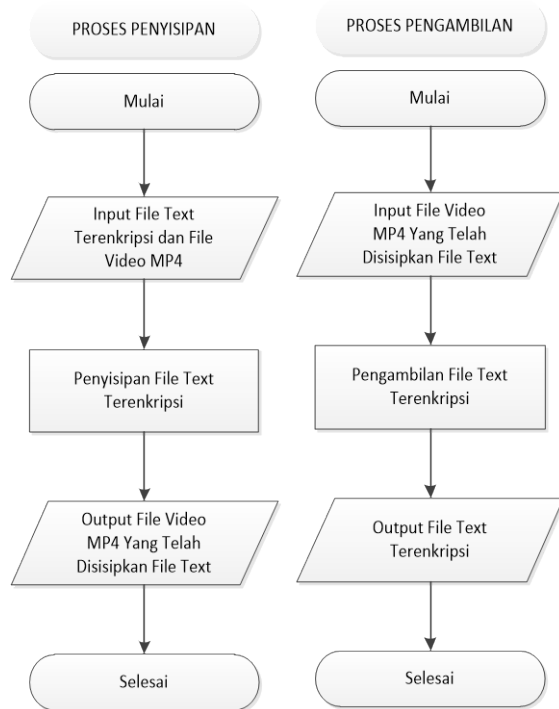 PROSES PENYISIPAN
Mulai
Input File Text
Terenkripsi dan File
Video MP4
Penyisipan File Text
Terenkripsi
Output File Video
MP4 Yang Telah
Disisipkan File Text
Selesai
PROSES PENGAMBILAN
Mulai
Input File Video
MP4 Yang Telah
Disisipkan File Text
Pengambilan File Text
Terenkripsi
Output File Text
Terenkripsi
Selesai